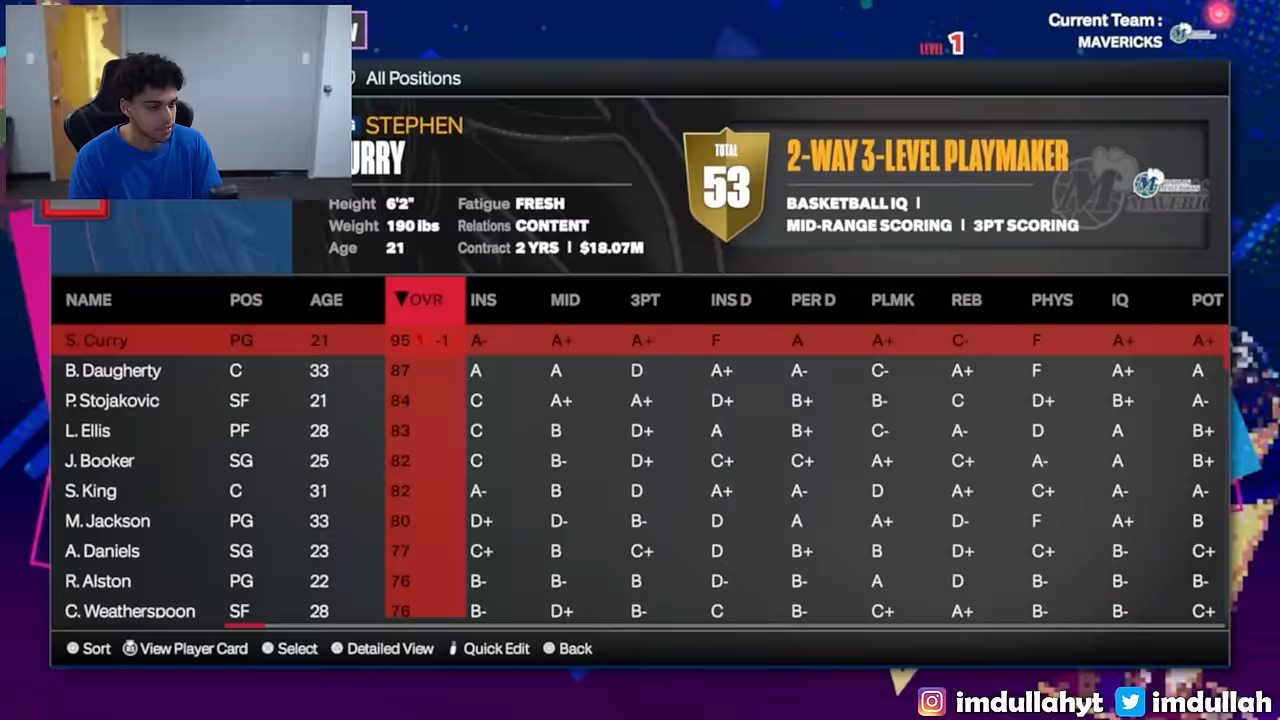 Current Team :
LEVEL 1
MAVERICKS
All Positions
STEPHEN
URRY
TOTAL
53
2-WAY 3-LEVEL PLAYMAKER
Height 6'2" Fatigue FRESH
BASKETBALL IQ |
Weight 190 lbs Relations CONTENT
MID-RANGE SCORING | 3PT SCORING
Age 21 Contract 2 YRS | $18.07M
NAME POS AGE ▼OVR INS MID 3PT INS D PER D PLMK REB PHYS IQ POT
S. Curry PG 21 95 -1 A- A+ A+ F A A+ C- F A+ A+
B. Daugherty C 33 87 A A D A+ A- C- A+ F A+ A
P. Stojakovic SF 21 84 C A+ A+ D+ B+ B- C D+ B+ A-
L. Ellis PF 28 83 C B D+ A B+ C- A- D A B+
J. Booker SG 25 82 C B- D+ C+ C+ A+ C+ A- A B+
S. King C 31 82 A- B D A+ A- D A+ C+ A- A-
M. Jackson PG 33 80 D+ D- B- D A A+ D- F A+ B
A. Daniels SG 23 77 C+ B C+ D B+ B D+ C+ B- C+
R. Alston PG 22 76 B- B- B D- B- A D B- B- B-
C. Weatherspoon SF 28 76 B- D+ B- C B- C+ A+ B- B- C+
Sort View Player Card Select Detailed View Quick Edit Back
imdullahyt imdullah